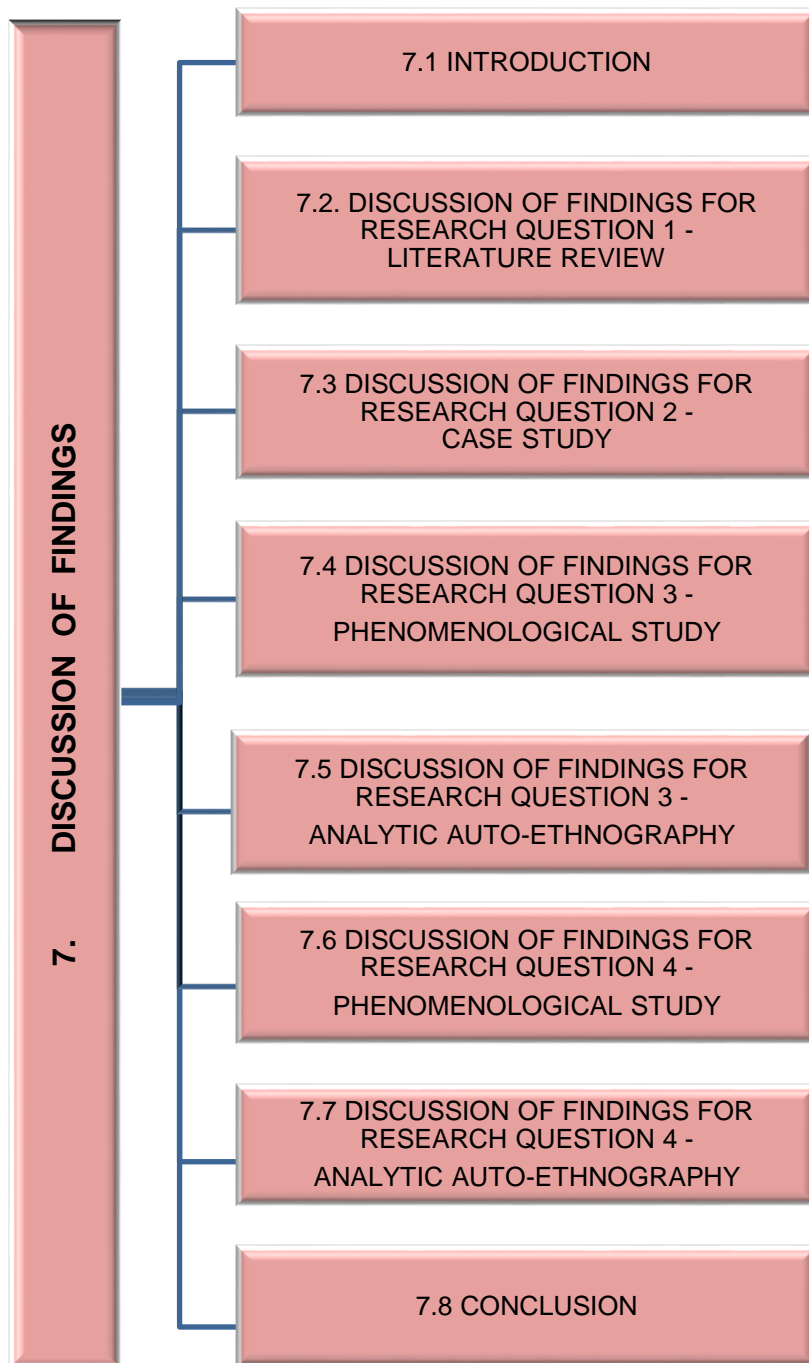 7. DISCUSSION OF FINDINGS
7.1 INTRODUCTION
7.2. DISCUSSION OF FINDINGS FOR
RESEARCH QUESTION 1 -
LITERATURE REVIEW
7.3 DISCUSSION OF FINDINGS FOR
RESEARCH QUESTION 2 -
CASE STUDY
7.4 DISCUSSION OF FINDINGS FOR
RESEARCH QUESTION 3 -
PHENOMENOLOGICAL STUDY
7.5 DISCUSSION OF FINDINGS FOR
RESEARCH QUESTION 3 -
ANALYTIC AUTO-ETHNOGRAPHY
7.6 DISCUSSION OF FINDINGS FOR
RESEARCH QUESTION 4 -
PHENOMENOLOGICAL STUDY
7.7 DISCUSSION OF FINDINGS FOR
RESEARCH QUESTION 4 -
ANALYTIC AUTO-ETHNOGRAPHY
7.8 CONCLUSION